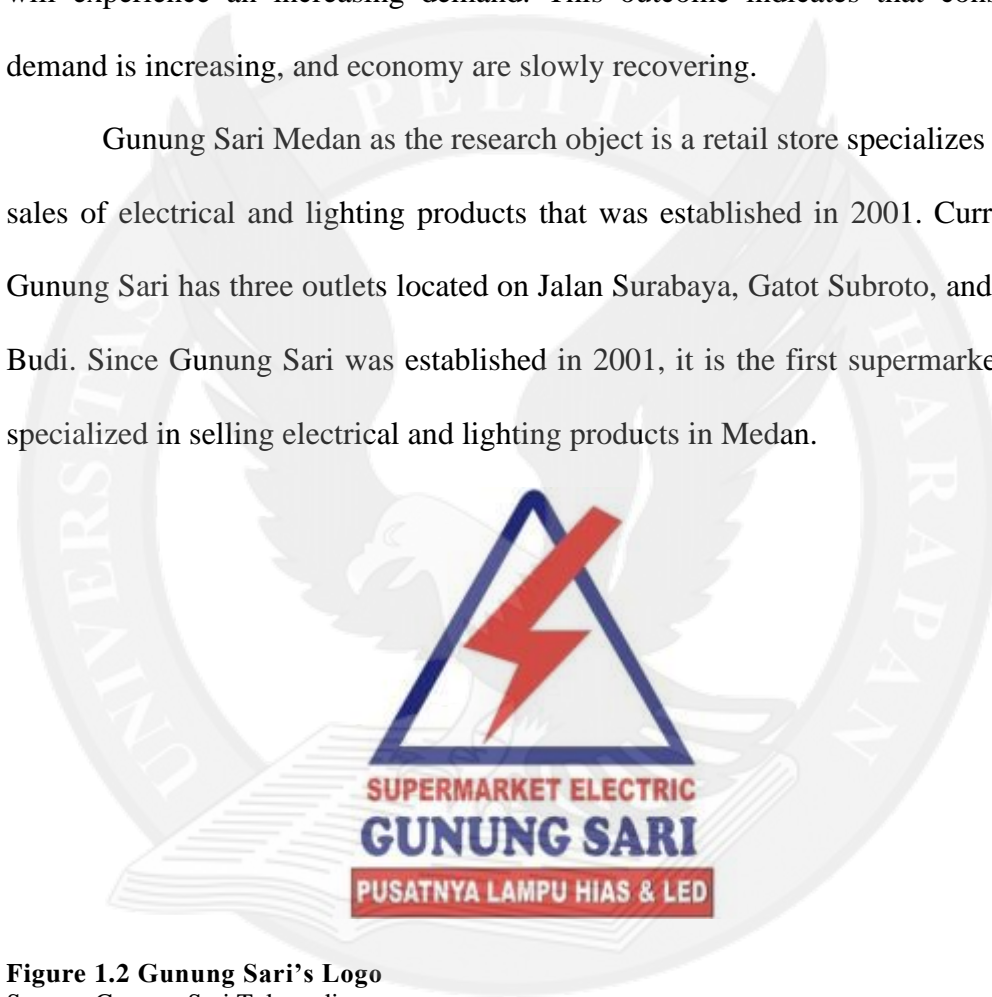 will experience an increasing demand. This outcome indicates that cons
demand is increasing, and economy are slowly recovering.
Gunung Sari Medan as the research object is a retail store specializes
sales of electrical and lighting products that was established in 2001. Curr
Gunung Sari has three outlets located on Jalan Surabaya, Gatot Subroto, and
Budi. Since Gunung Sari was established in 2001, it is the first supermarke
specialized in selling electrical and lighting products in Medan.
UNIVERSITAS PELITA HARAPAN
SUPERMARKET ELECTRIC
GUNUNG SARI
PUSATNYA LAMPU HIAS & LED
Figure 1.2 Gunung Sari's Logo